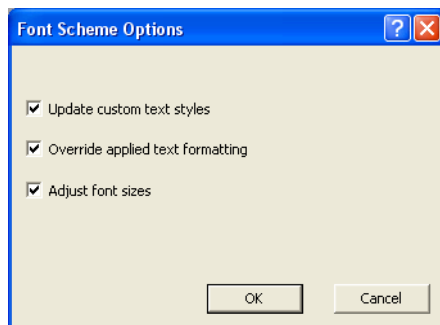 Font Scheme Options
Update custom text styles
Override applied text formatting
Adjust font sizes
OK Cancel